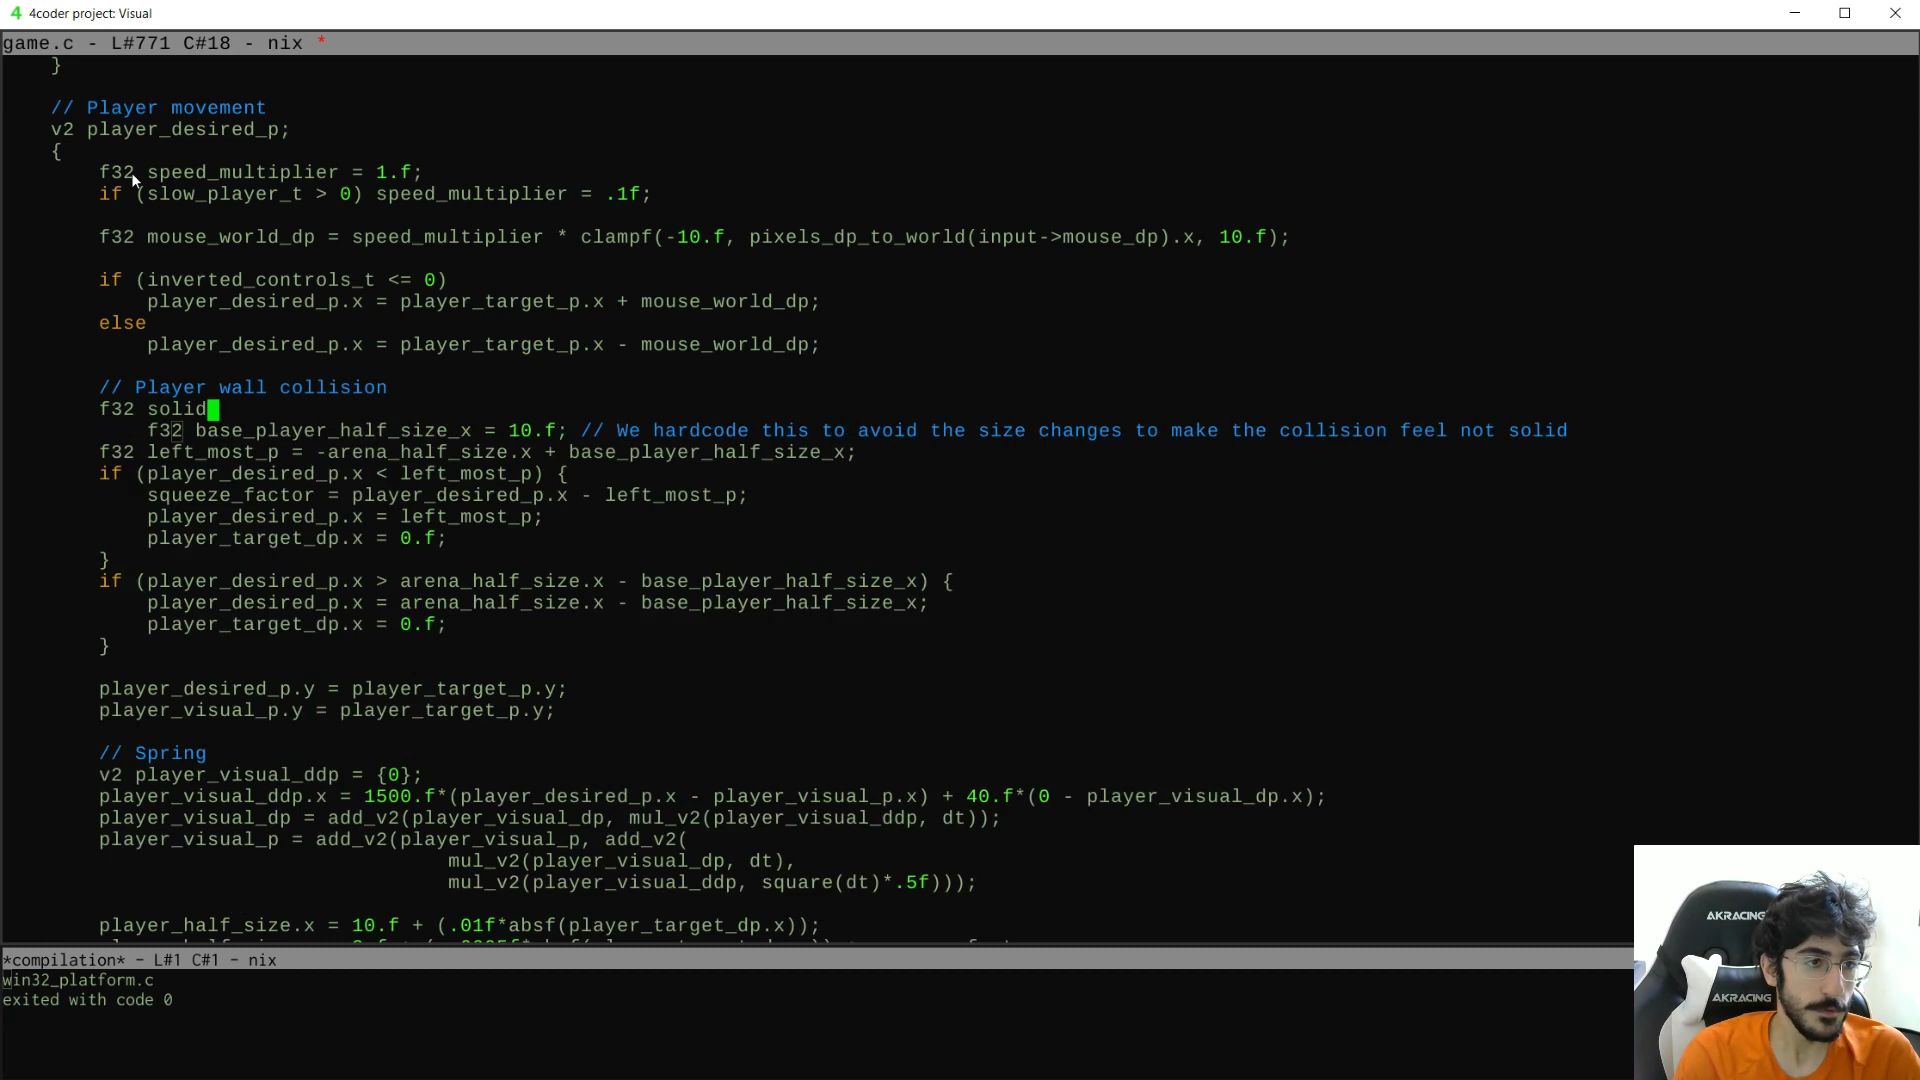 4 4coder project: Visual
game.c - L#771 C#18 - nix *
}
// Player movement
v2 player_desired_p;
{
f32 speed_multiplier = 1.f;
if (slow_player_t > 0) speed_multiplier = .1f;
f32 mouse_world_dp = speed_multiplier * clampf(-10.f, pixels_dp_to_world(input->mouse_dp).x, 10.f);
if (inverted_controls_t <= 0)
player_desired_p.x = player_target_p.x + mouse_world_dp;
else
player_desired_p.x = player_target_p.x - mouse_world_dp;
// Player wall collision
f32 solid
f32 base_player_half_size_x = 10.f; // We hardcode this to avoid the size changes to make the collision feel not solid
f32 left_most_p = -arena_half_size.x + base_player_half_size_x;
if (player_desired_p.x < left_most_p) {
squeeze_factor = player_desired_p.x - left_most_p;
player_desired_p.x = left_most_p;
player_target_dp.x = 0.f;
}
if (player_desired_p.x > arena_half_size.x - base_player_half_size_x) {
player_desired_p.x = arena_half_size.x - base_player_half_size_x;
player_target_dp.x = 0.f;
}
player_desired_p.y = player_target_p.y;
player_visual_p.y = player_target_p.y;
// Spring
v2 player_visual_ddp = {0};
player_visual_ddp.x = 1500.f*(player_desired_p.x - player_visual_p.x) + 40.f*(0 - player_visual_dp.x);
player_visual_dp = add_v2(player_visual_dp, mul_v2(player_visual_ddp, dt));
player_visual_p = add_v2(player_visual_p, add_v2(
mul_v2(player_visual_dp, dt),
mul_v2(player_visual_ddp, square(dt)*.5f)));
player_half_size.x = 10.f + (.01f*absf(player_target_dp.x));
*compilation* - L#1 C#1 - nix
win32_platform.c
exited with code 0
AKRACING
AKRACING